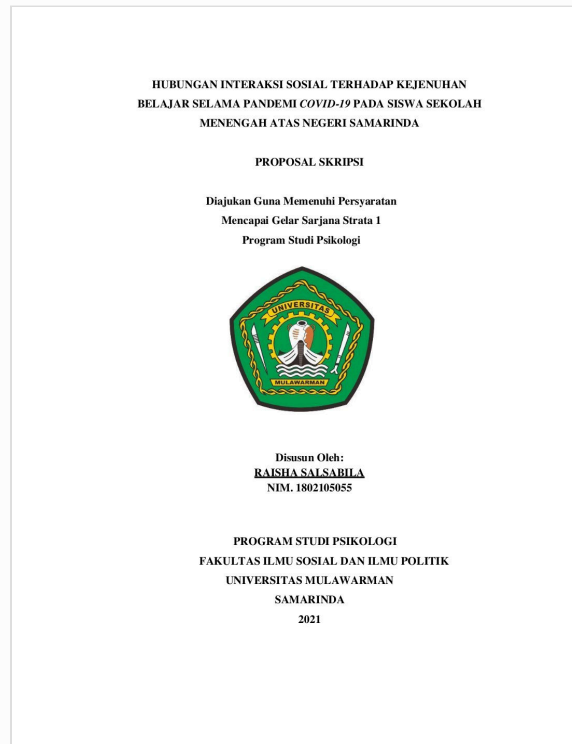 HUBUNGAN INTERAKSI SOSIAL TERHADAP KEJENUHAN
BELAJAR SELAMA PANDEMI COVID-19 PADA SISWA SEKOLAH
MENENGAH ATAS NEGERI SAMARINDA
PROPOSAL SKRIPSI
Diajukan Guna Memenuhi Persyaratan
Mencapai Gelar Sarjana Strata 1
Program Studi Psikologi
UNIVERSITAS
MULAWARMAN
Disusun Oleh:
RAISHA SALSABILA
NIM. 1802105055
PROGRAM STUDI PSIKOLOGI
FAKULTAS ILMU SOSIAL DAN ILMU POLITIK
UNIVERSITAS MULAWARMAN
SAMARINDA
2021